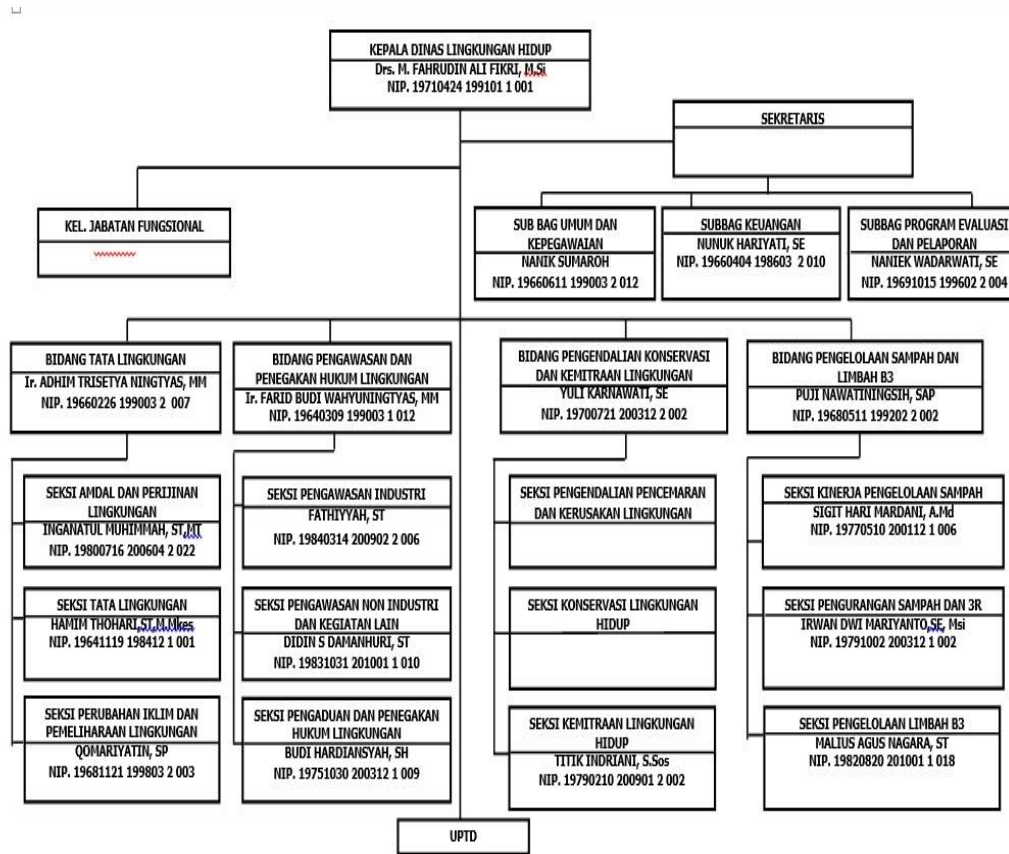 KEPALA DINAS LINGKUNGAN HIDUP
Drs. M. FAHRUDIN ALI FIKRI, M.Si
NIP. 19710424 199101 1 001
SEKRETARIS
KEL. JABATAN FUNGSIONAL
SUB BAG UMUM DAN
KEPEGAWAIAN
NANIK SUMAROH
NIP. 19660611 199003 2 012
SUBBAG KEUANGAN
NUNUK HARIYATI, SE
NIP. 19660404 198603 2 010
SUBBAG PROGRAM EVALUASI
DAN PELAPORAN
NANIEK WADARWATI, SE
NIP. 19691015 199602 2 004
BIDANG TATA LINGKUNGAN
Ir. ADHIM TRISETYA NINGTYAS, MM
NIP. 19660226 199003 2 007
BIDANG PENGAWASAN DAN
PENEGAKAN HUKUM LINGKUNGAN
Ir. FARID BUDI WAHYUNINGTYAS, MM
NIP. 19640309 199003 1 012
BIDANG PENGENDALIAN KONSERVASI
DAN KEMITRAAN LINGKUNGAN
YULI KARNAWATI, SE
NIP. 19700721 200312 2 002
BIDANG PENGELOLAAN SAMPAH DAN
LIMBAH B3
PUJI NAWATININGSIH, SAP
NIP. 19680511 199202 2 002
SEKSI AMDAL DAN PERIJINAN
LINGKUNGAN
INGANATUL MUHIMMAH, ST,MT
NIP. 19800716 200604 2 022
SEKSI PENGAWASAN INDUSTRI
FATHIYYAH, ST
NIP. 19840314 200902 2 006
SEKSI PENGENDALIAN PENCEMARAN
DAN KERUSAKAN LINGKUNGAN
SEKSI KINERJA PENGELOLAAN SAMPAH
SIGIT HARI MARDANI, A.Md
NIP. 19770510 200112 1 006
SEKSI TATA LINGKUNGAN
HAMIM THOHARI,ST,M.Mkes
NIP. 19641119 198412 1 001
SEKSI PENGAWASAN NON INDUSTRI
DAN KEGIATAN LAIN
DIDIN S DAMANHURI, ST
NIP. 19831031 201001 1 010
SEKSI KONSERVASI LINGKUNGAN
HIDUP
SEKSI PENGURANGAN SAMPAH DAN 3R
IRWAN DWI MARIYANTO,SE, Msi
NIP. 19791002 200312 1 002
SEKSI PERUBAHAN IKLIM DAN
PEMELIHARAAN LINGKUNGAN
QOMARIYATIN, SP
NIP. 19681121 199803 2 003
SEKSI PENGADUAN DAN PENEGAKAN
HUKUM LINGKUNGAN
BUDI HARDIANSYAH, SH
NIP. 19751030 200312 1 009
SEKSI KEMITRAAN LINGKUNGAN
HIDUP
TITIK INDRIANI, S.Sos
NIP. 19790210 200901 2 002
SEKSI PENGELOLAAN LIMBAH B3
MALIUS AGUS NAGARA, ST
NIP. 19820820 201001 1 018
UPTD